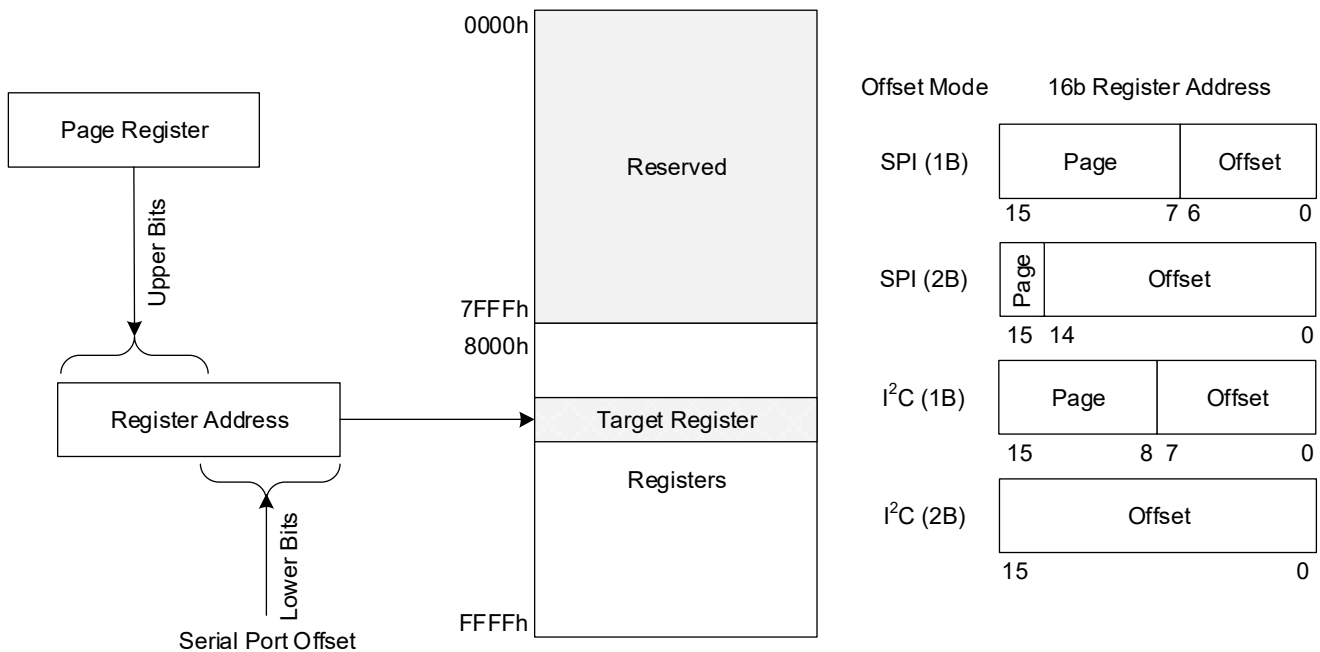 0000h
Page Register
Upper Bits
Reserved
7FFFh
8000h
Register Address
Target Register
Registers
Lower Bits
Serial Port Offset
FFFFh
Offset Mode 16b Register Address
SPI (1B) Page Offset
15 7 6 0
SPI (2B) Page Offset
15 14 0
I²C (1B) Page Offset
15 8 7 0
I²C (2B) Offset
15 0